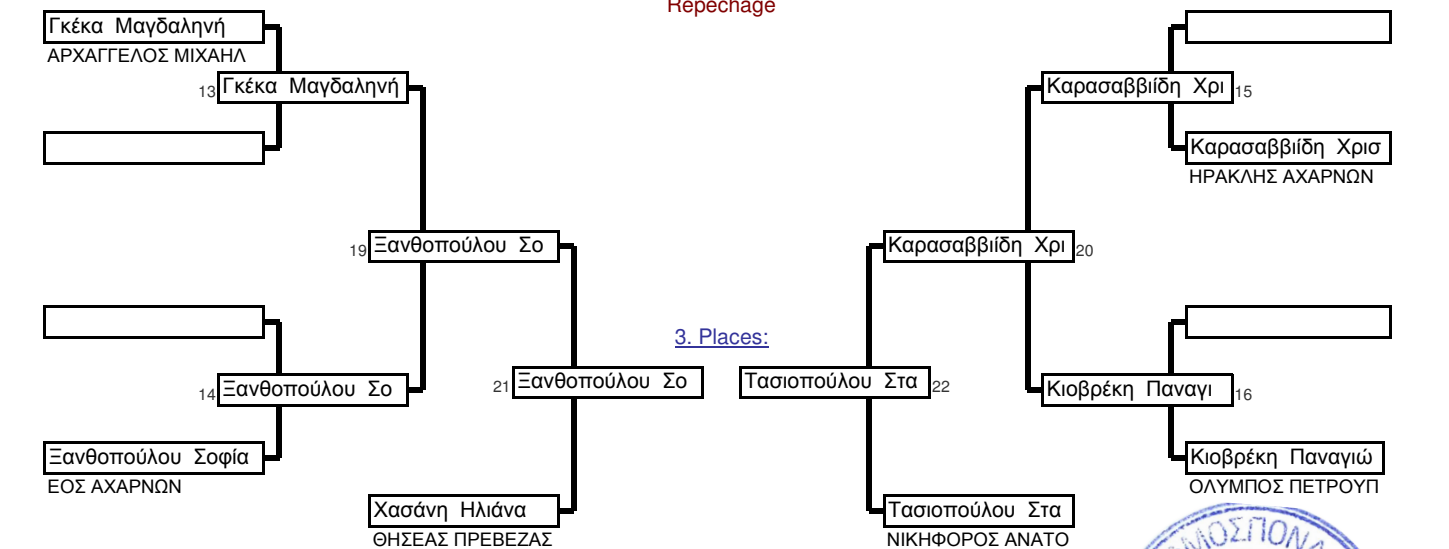 Repechage
Γκέκα Μαγδαληνή
ΑΡΧΑΓΓΕΛΟΣ ΜΙΧΑΗΛ
13 Γκέκα Μαγδαληνή
Καρασαββιίδη Χρι 15
Καρασαββιίδη Χρισ
ΗΡΑΚΛΗΣ ΑΧΑΡΝΩΝ
19 Ξανθοπούλου Σο
Καρασαββιίδη Χρι 20
3. Places:
14 Ξανθοπούλου Σο
21 Ξανθοπούλου Σο
Τασιοπούλου Στα 22
Κιοβρέκη Παναγι 16
Ξανθοπούλου Σοφία
ΕΟΣ ΑΧΑΡΝΩΝ
Κιοβρέκη Παναγιώ
ΟΛΥΜΠΟΣ ΠΕΤΡΟΥΠ
Χασάνη Ηλιάνα
ΘΗΣΕΑΣ ΠΡΕΒΕΖΑΣ
Τασιοπούλου Στα
ΝΙΚΗΦΟΡΟΣ ΑΝΑΤΟ